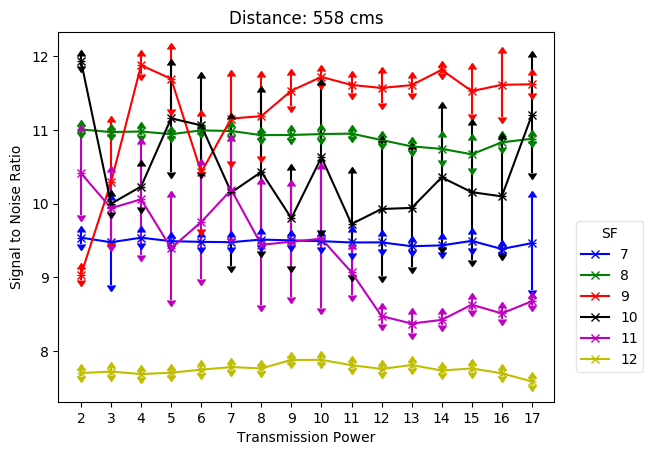 Distance: 558 cms
Signal to Noise Ratio
12
11
10
9
8
2 3 4 5 6 7 8 9 10 11 12 13 14 15 16 17
Transmission Power
SF
7
8
9
10
11
12